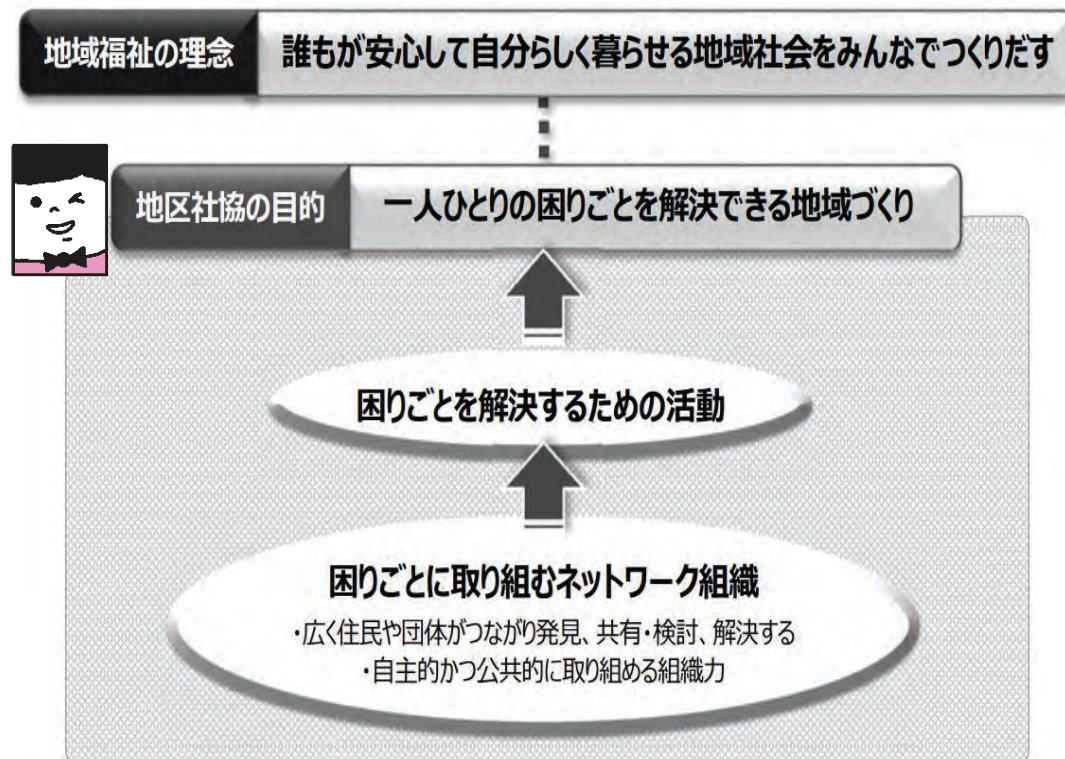 地域福祉の理念 誰もが安心して自分らしく暮らせる地域社会をみんなでつくりだす
地区社協の目的 一人ひとりの困りごとを解決できる地域づくり
困りごとを解決するための活動
困りごとに取り組むネットワーク組織
・広く住民や団体がつながり発見、共有・検討、解決する
・自主的かつ公共的に取り組める組織力